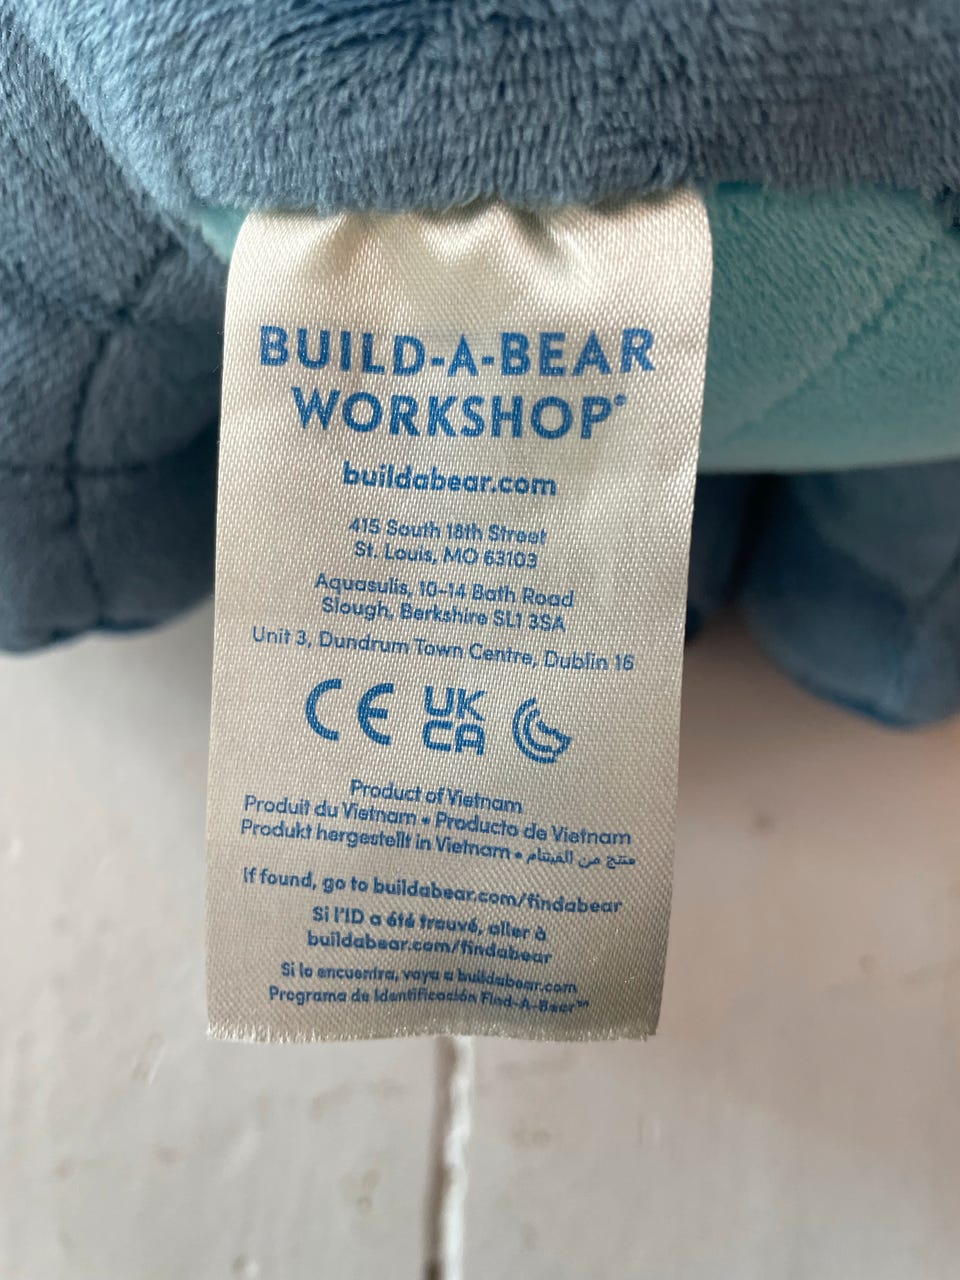 BUILD-A-BEAR
WORKSHOP®
buildabear.com
415 South 18th Street
St. Louis, MO 63103
Aquasulis, 10-14 Bath Road
Slough, Berkshire SL1 3SA
Unit 3, Dundrum Town Centre, Dublin 16
CE UK
CA
Product of Vietnam
Produit du Vietnam • Producto de Vietnam
Produkt hergestellt in Vietnam • منتج من الفيتنام
If found, go to buildabear.com/findabear
Si l'ID a été trouvé, aller à
buildabear.com/findabear
Si lo encuentra, vaya a buildabear.com
Programa de Identificación Find-A-Bear™